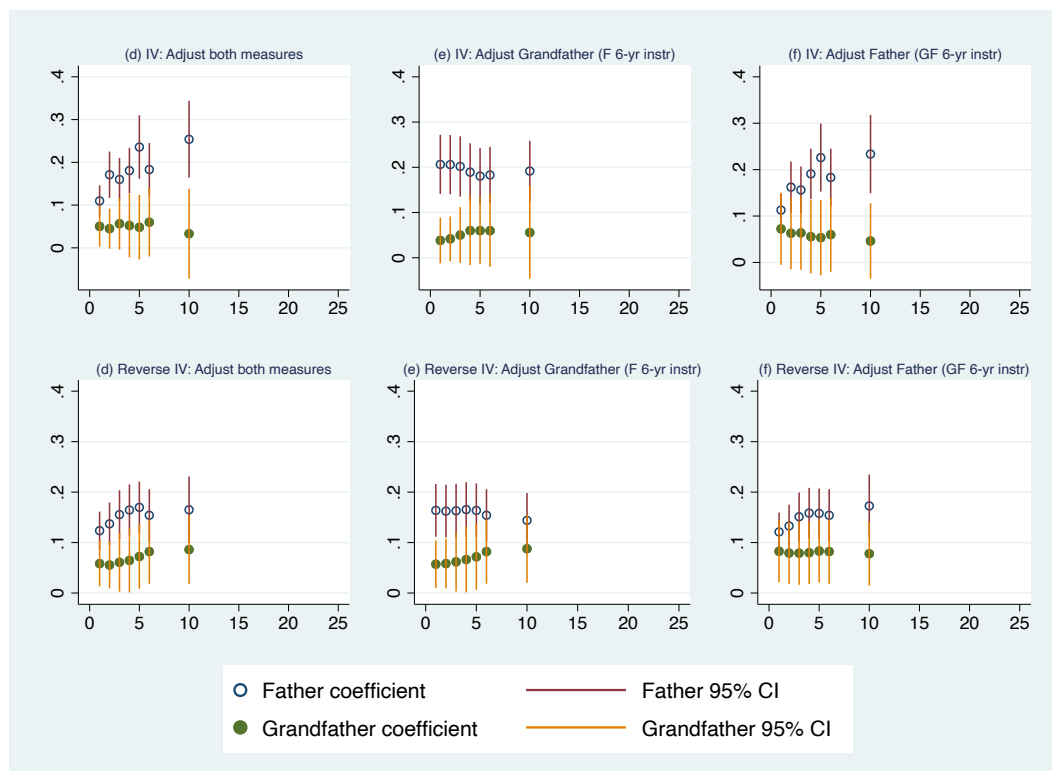 (d) IV: Adjust both measures
.4
.3
.2
.1
0
0 5 10 15 20 25
(e) IV: Adjust Grandfather (F 6-yr instr)
.4
.3
.2
.1
0
0 5 10 15 20 25
(f) IV: Adjust Father (GF 6-yr instr)
.4
.3
.2
.1
0
0 5 10 15 20 25
(d) Reverse IV: Adjust both measures
.4
.3
.2
.1
0
0 5 10 15 20 25
(e) Reverse IV: Adjust Grandfather (F 6-yr instr)
.4
.3
.2
.1
0
0 5 10 15 20 25
(f) Reverse IV: Adjust Father (GF 6-yr instr)
.4
.3
.2
.1
0
0 5 10 15 20 25
Father coefficient Father 95% CI
Grandfather coefficient Grandfather 95% CI